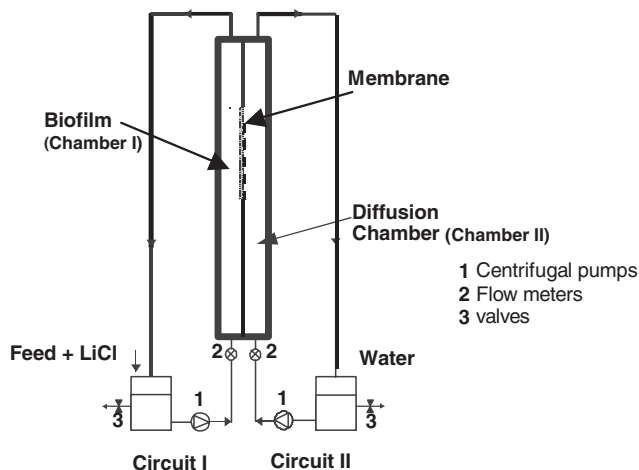 Membrane
Biofilm
(Chamber I)
Diffusion
Chamber (Chamber II)
1 Centrifugal pumps
2 Flow meters
3 valves
2 2
Feed + LiCl
Water
1 1
3 3
Circuit I Circuit II